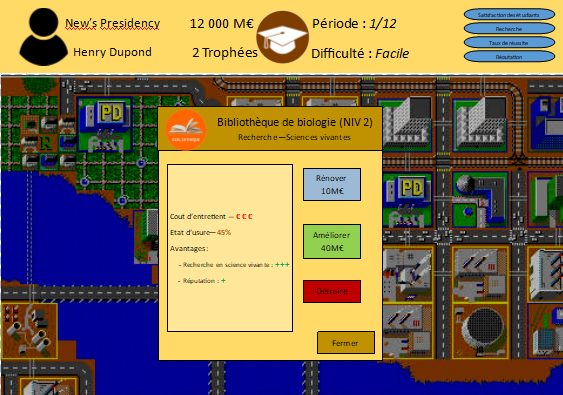 New's Presidency
12 000 M€
Période : 1/12
Henry Dupond
2 Trophées
Difficulté : Facile
Satisfaction des étudiants
Recherche
Taux de réussite
Réputation
PD
R
Bibliothèque de biologie (NIV 2)
Recherche—Sciences vivantes
BIBLIOTHEQUE
Cout d'entretient — € € €
Etat d'usure— 45%
Avantages :
- Recherche en science vivante : +++
- Réputation : +
Rénover
10M€
Améliorer
40M€
Détruire
Fermer
PD